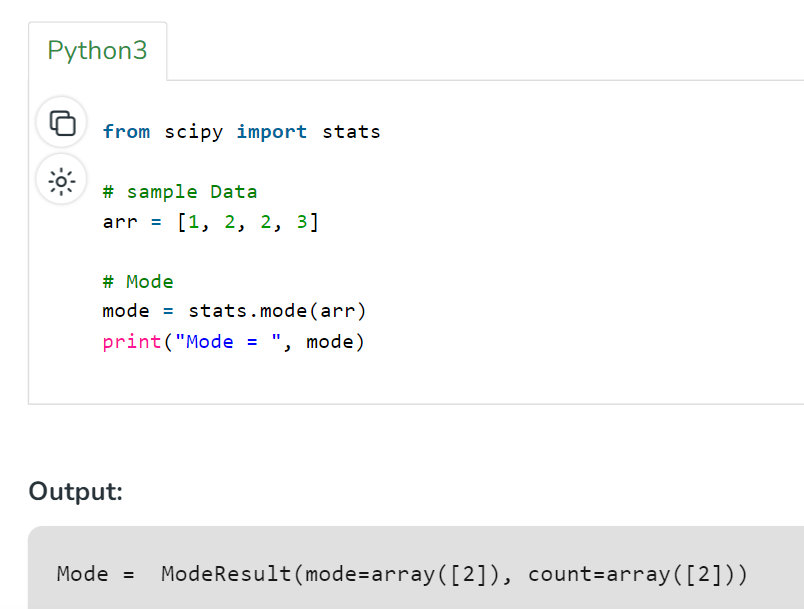 Python3
from scipy import stats
# sample Data
arr = [1, 2, 2, 3]
# Mode
mode = stats.mode(arr)
print("Mode = ", mode)
Output:
Mode =  ModeResult(mode=array([2]), count=array([2]))